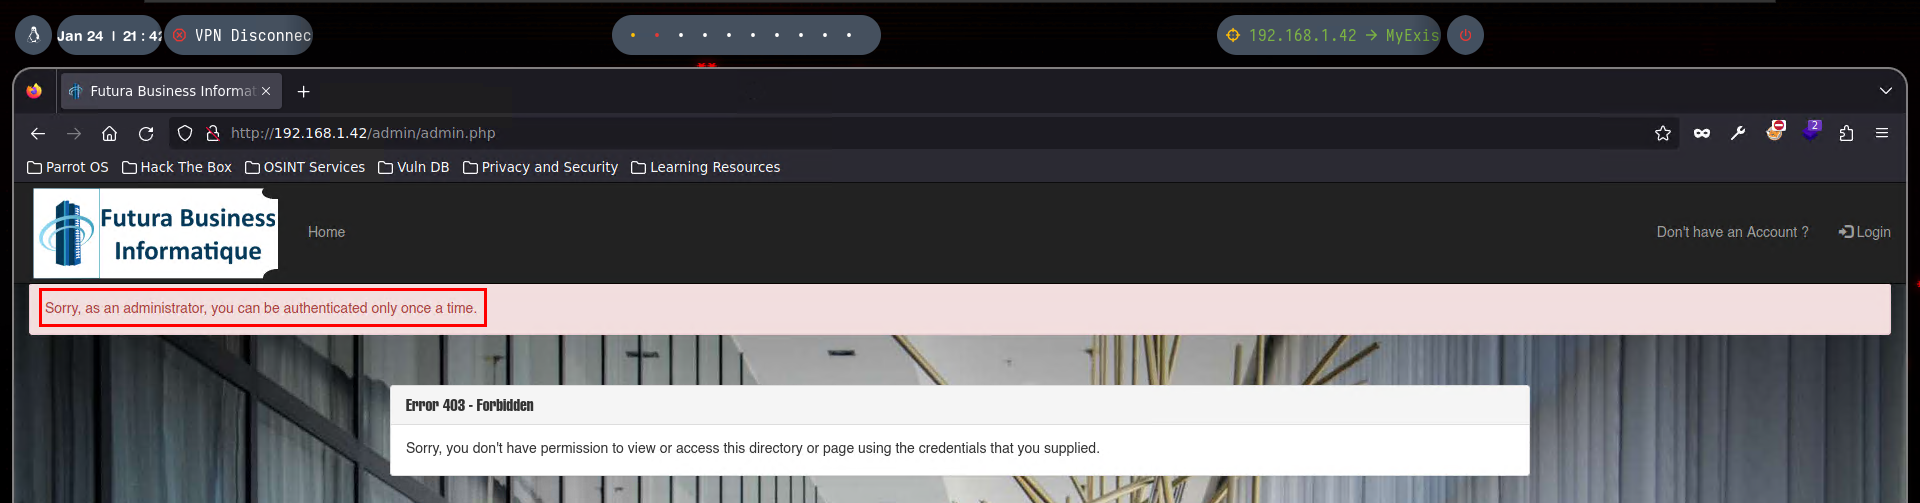 Jan 24 | 21:42
VPN Disconnec
192.168.1.42 → MyExis
Futura Business Informat
http://192.168.1.42/admin/admin.php
2
Parrot OS Hack The Box OSINT Services Vuln DB Privacy and Security Learning Resources
Futura Business
Informatique
Home
Don't have an Account ?
Login
Sorry, as an administrator, you can be authenticated only once a time.
Error 403 - Forbidden
Sorry, you don't have permission to view or access this directory or page using the credentials that you supplied.